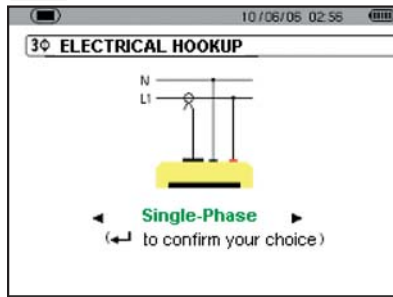 10/06/06 02:56
3φ ELECTRICAL HOOKUP
N
L1
Single-Phase
(↵ to confirm your choice)